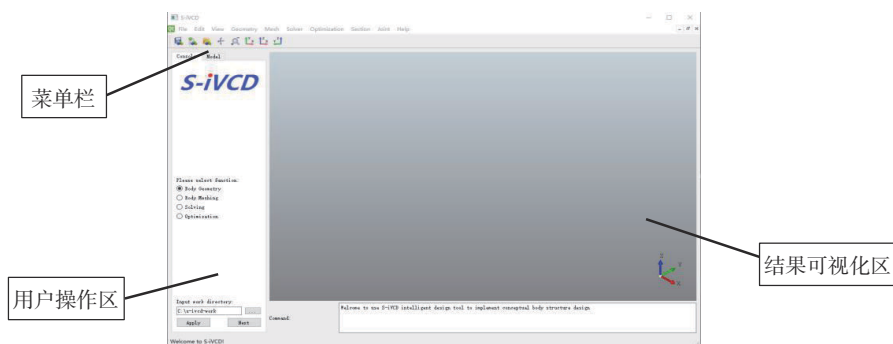 S-iVCD
File Edit View Geometry Mesh Solver Optimization Section Joint Help
Console Model
S-iVCD
菜单栏
Please select function:
Body Geometry
Body Meshing
Solving
Optimization
结果可视化区
用户操作区
Z
Y
X
Input work directory:
...
Apply Next
Command:
Welcome to use S-iVCD intelligent design tool to implement conceptual body structure design
Welcome to S-iVCD!